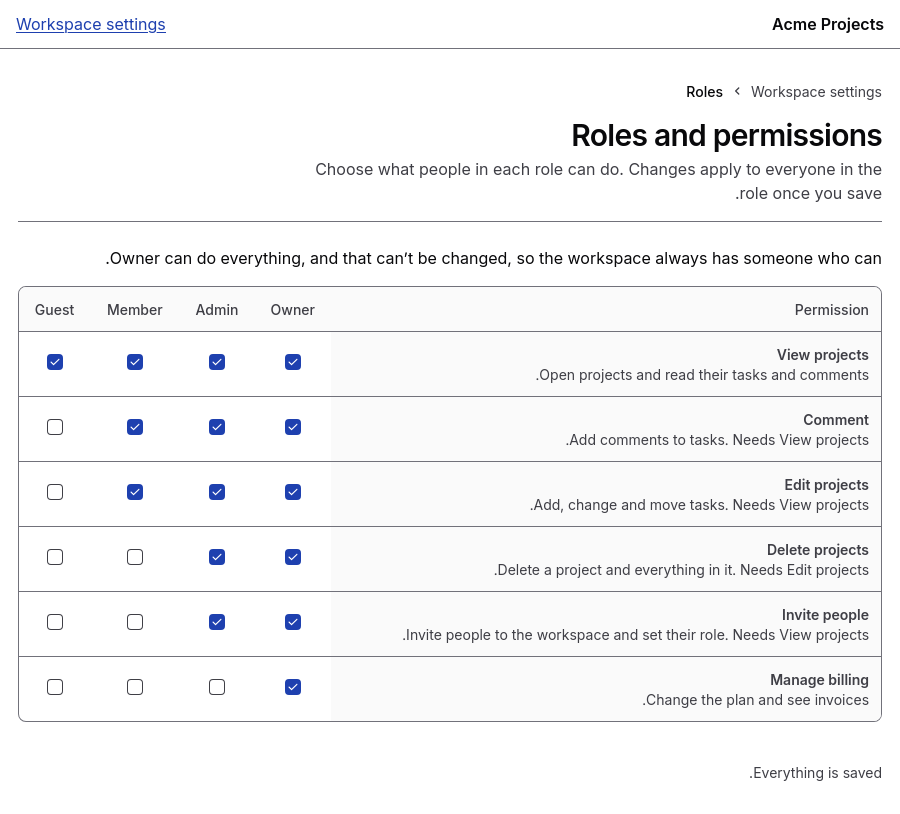 Acme Projects
Workspace settings
Workspace settings
Roles
Roles and permissions
Choose what people in each role can do. Changes apply to everyone in the
.role once you save
.Owner can do everything, and that can't be changed, so the workspace always has someone who can
Permission
Owner
Admin
Member
Guest
View projects
.Open projects and read their tasks and comments
Comment
.Add comments to tasks. Needs View projects
Edit projects
.Add, change and move tasks. Needs View projects
Delete projects
.Delete a project and everything in it. Needs Edit projects
Invite people
.Invite people to the workspace and set their role. Needs View projects
Manage billing
.Change the plan and see invoices
.Everything is saved